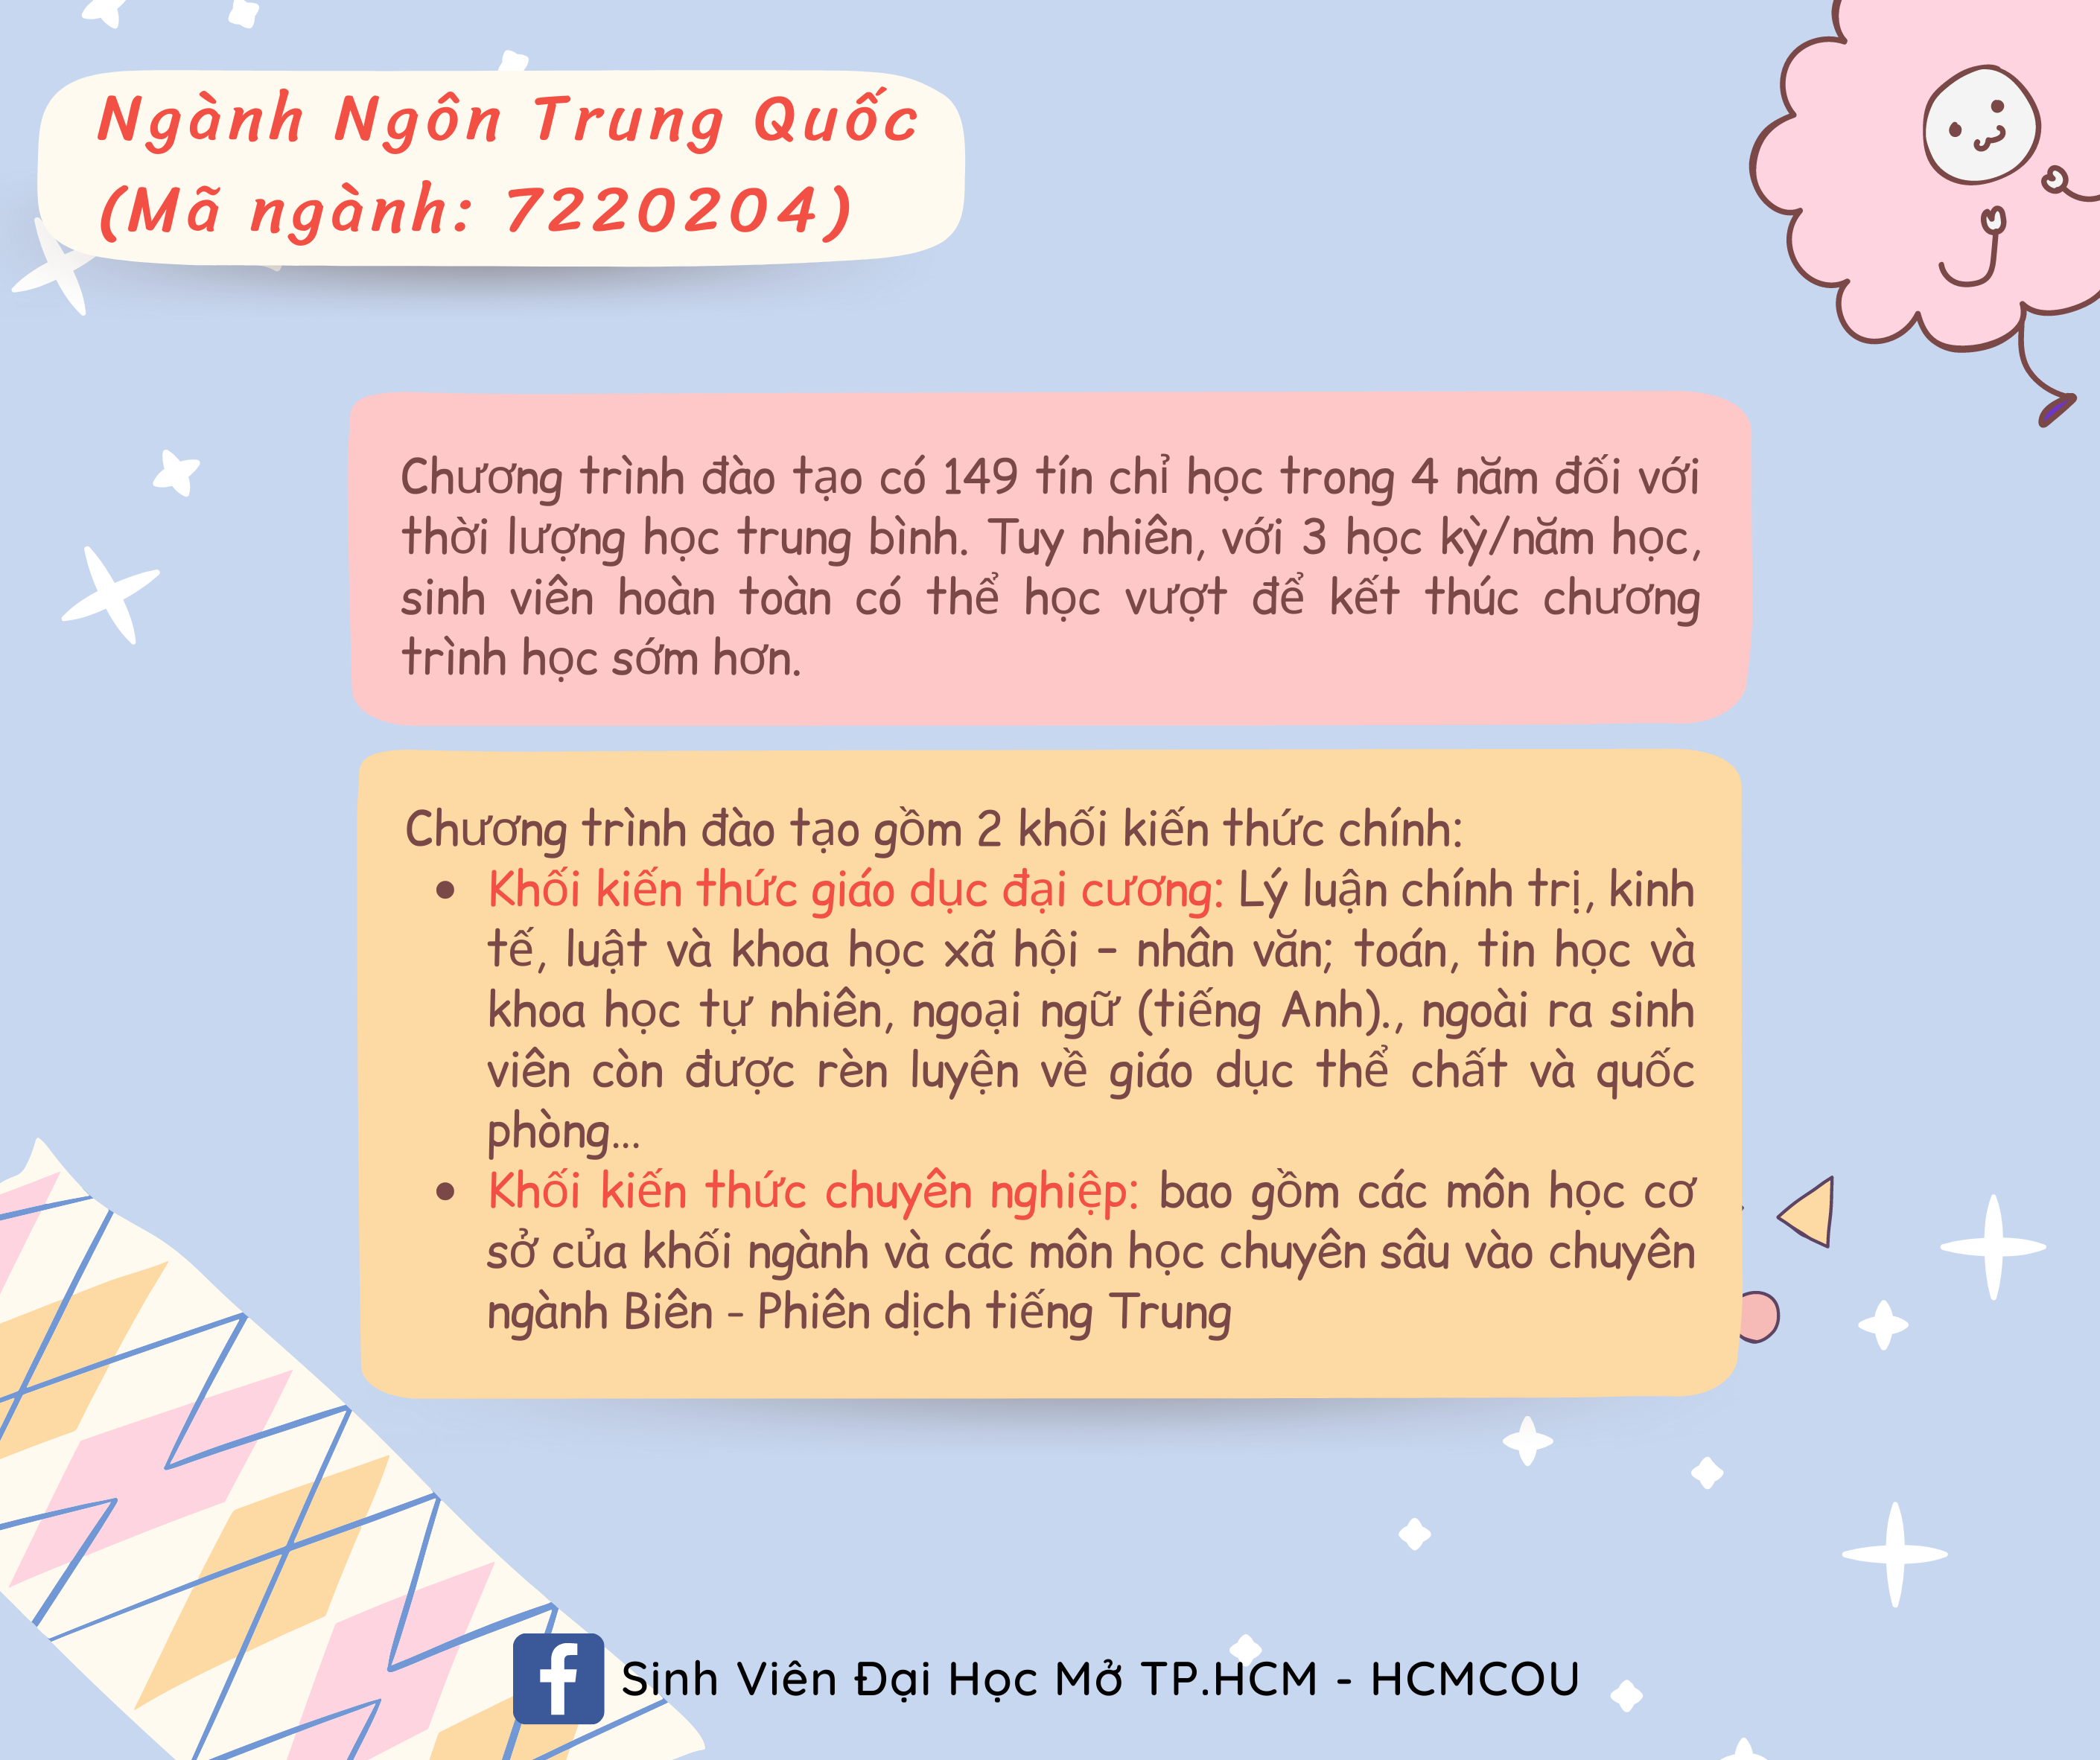 Ngành Ngôn Trung Quốc
(Mã ngành: 7220204)
Chương trình đào tạo có 149 tín chỉ học trong 4 năm đối với
thời lượng học trung bình. Tuy nhiên, với 3 học kỳ/năm học,
sinh viên hoàn toàn có thể học vượt để kết thúc chương
trình học sớm hơn.
Chương trình đào tạo gồm 2 khối kiến thức chính:
• Khối kiến thức giáo dục đại cương: Lý luận chính trị, kinh
tế, luật và khoa học xã hội – nhân văn; toán, tin học và
khoa học tự nhiên, ngoại ngữ (tiếng Anh)., ngoài ra sinh
viên còn được rèn luyện về giáo dục thể chất và quốc
phòng...
• Khối kiến thức chuyên nghiệp: bao gồm các môn học cơ
sở của khối ngành và các môn học chuyên sâu vào chuyên
ngành Biên - Phiên dịch tiếng Trung
Sinh Viên Đại Học Mở TP.HCM - HCMCOU